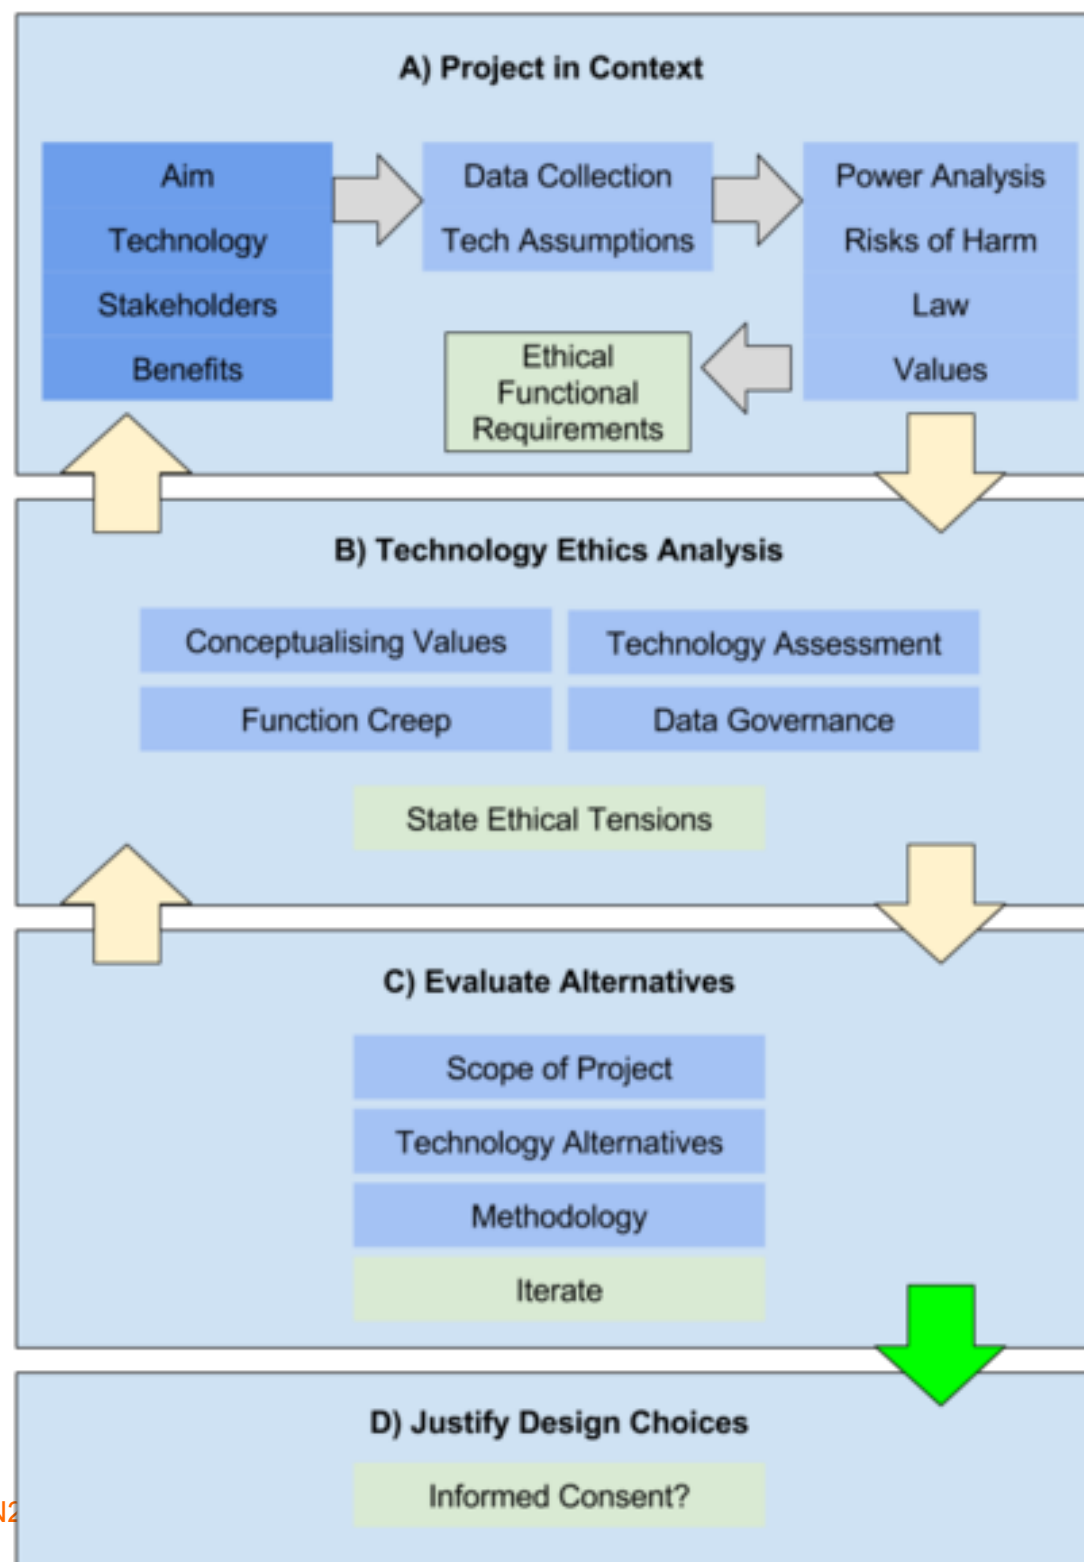 A) Project in Context
Aim
Technology
Stakeholders
Benefits
Data Collection
Tech Assumptions
Power Analysis
Risks of Harm
Law
Values
Ethical
Functional
Requirements
B) Technology Ethics Analysis
Conceptualising Values
Technology Assessment
Function Creep
Data Governance
State Ethical Tensions
C) Evaluate Alternatives
Scope of Project
Technology Alternatives
Methodology
Iterate
D) Justify Design Choices
Informed Consent?